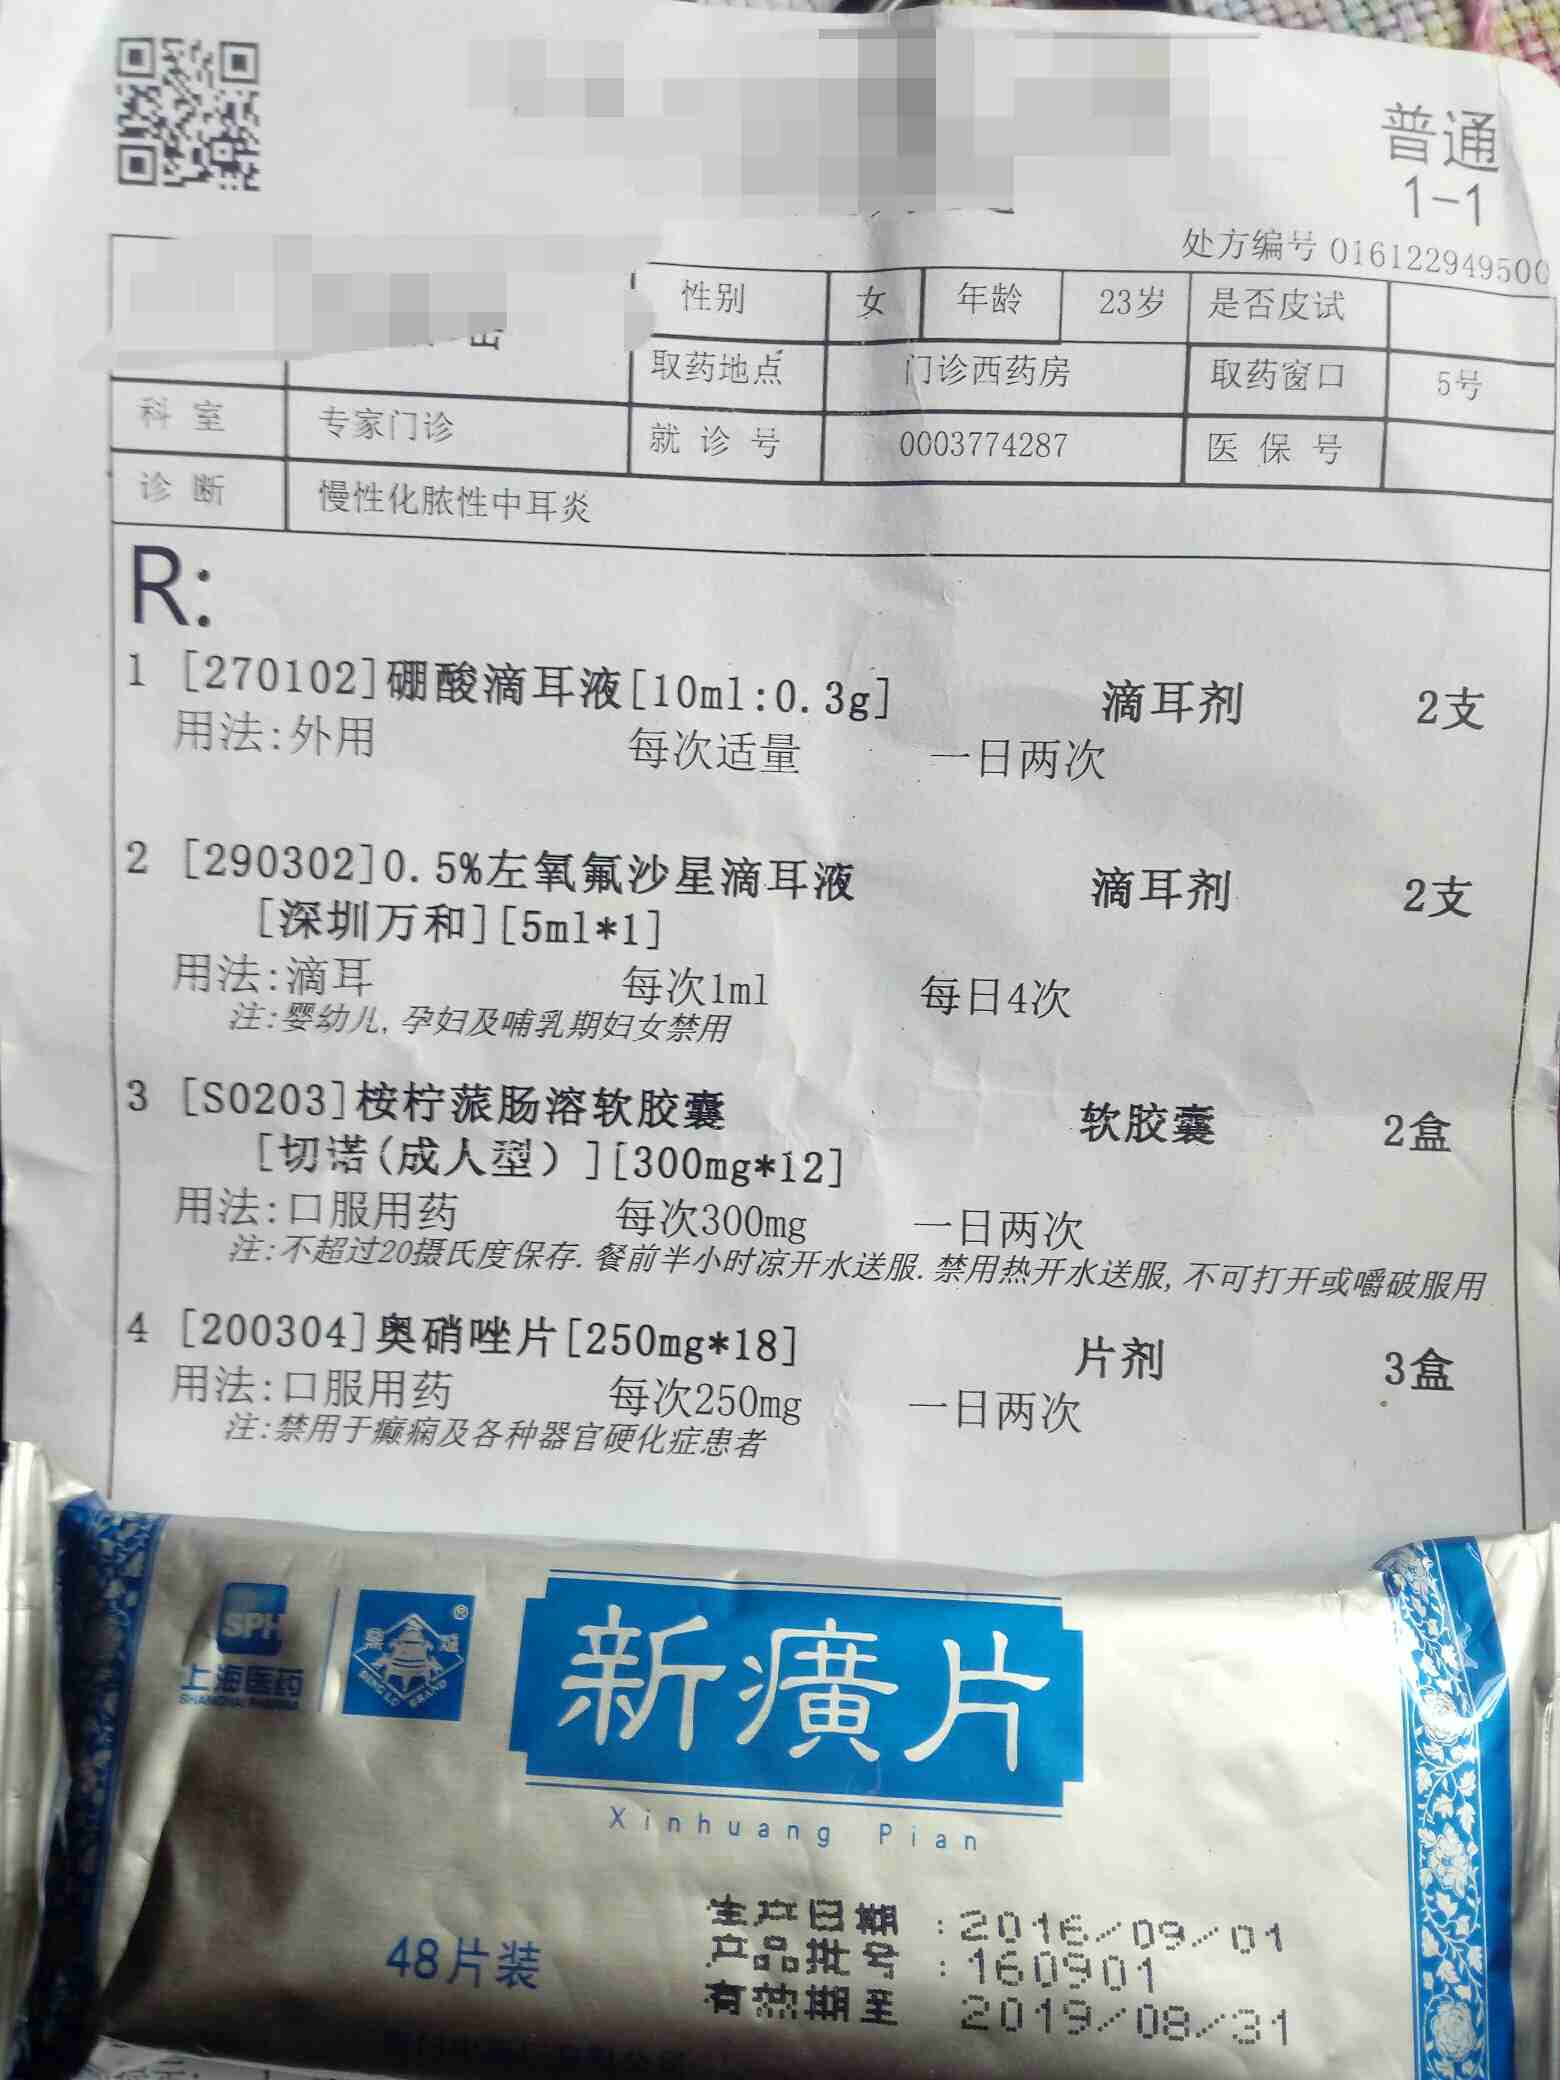 普通
1-1
处方编号 016122949500
性别 女 年龄 23岁 是否皮试
取药地点 门诊西药房 取药窗口 5号
科室 专家门诊 就诊号 0003774287 医保号
诊断 慢性化脓性中耳炎
R:
1 [270102]硼酸滴耳液[10ml:0.3g] 滴耳剂 2支
用法:外用 每次适量 一日两次
2 [290302]0.5%左氧氟沙星滴耳液 滴耳剂 2支
[深圳万和][5ml*1]
用法:滴耳 每次1ml 每日4次
注:婴幼儿,孕妇及哺乳期妇女禁用
3 [S0203]桉柠蒎肠溶软胶囊 软胶囊 2盒
[切诺(成人型)][300mg*12]
用法:口服用药 每次300mg 一日两次
注:不超过20摄氏度保存.餐前半小时凉开水送服.禁用热开水送服,不可打开或嚼破服用
4 [200304]奥硝唑片[250mg*18] 片剂 3盒
用法:口服用药 每次250mg 一日两次
注:禁用于癫痫及各种器官硬化症患者
SPH
上海医药
SHANGHAI PHARMA
®
新癀片
Xinhuang Pian
48片装
生产日期:2016/09/01
产品批号:160901
有效期至 2019/08/31